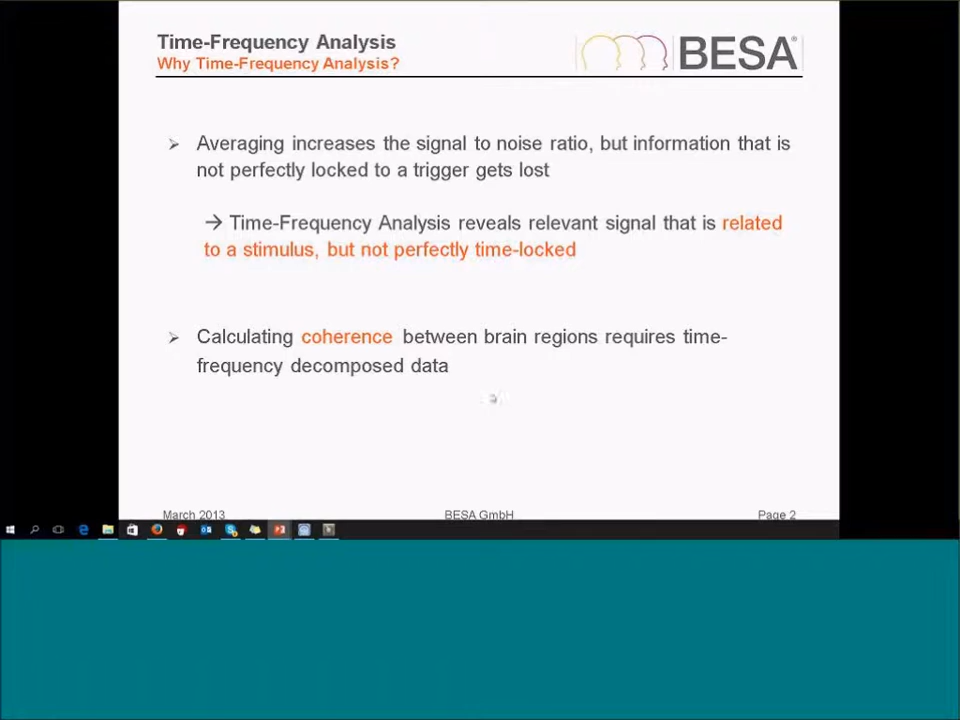 Time-Frequency Analysis
Why Time-Frequency Analysis?
BESA®
Averaging increases the signal to noise ratio, but information that is
not perfectly locked to a trigger gets lost
→ Time-Frequency Analysis reveals relevant signal that is related
to a stimulus, but not perfectly time-locked
Calculating coherence between brain regions requires time-
frequency decomposed data
March 2013
BESA GmbH
Page 2